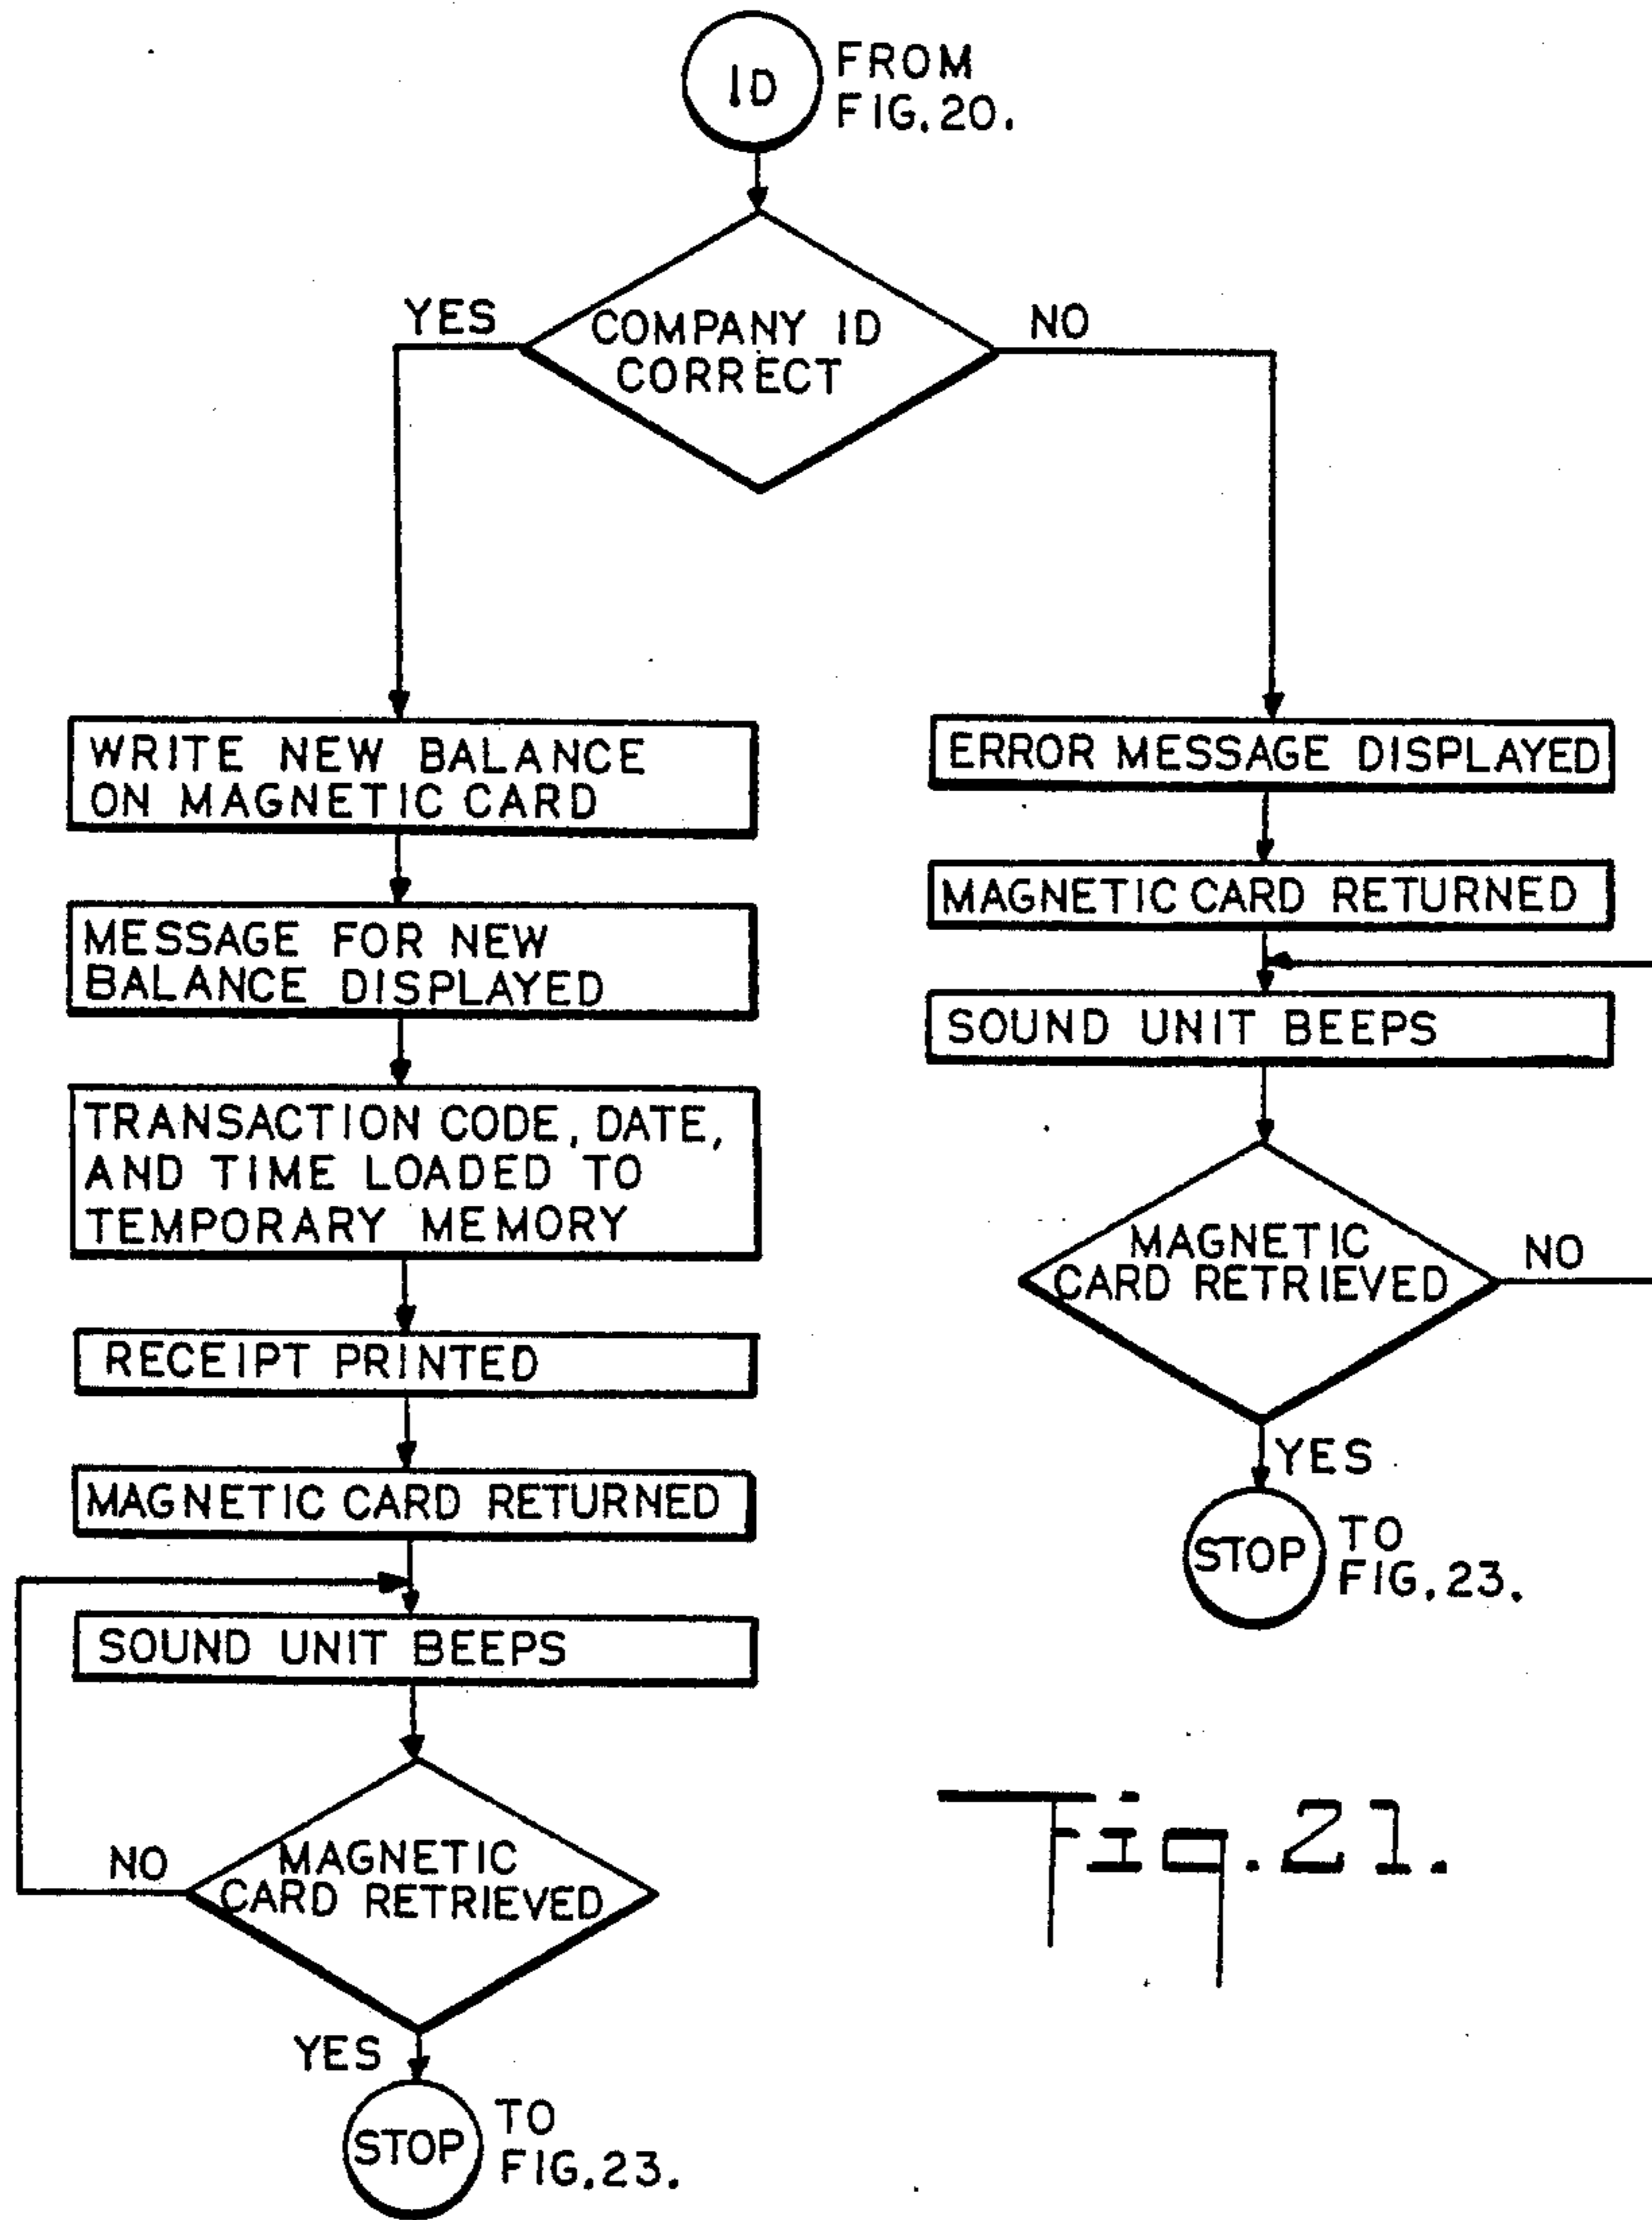 ID
FROM
FIG.20.
COMPANY ID
CORRECT
YES
NO
WRITE NEW BALANCE
ON MAGNETIC CARD
MESSAGE FOR NEW
BALANCE DISPLAYED
TRANSACTION CODE, DATE,
AND TIME LOADED TO
TEMPORARY MEMORY
RECEIPT PRINTED
MAGNETIC CARD RETURNED
SOUND UNIT BEEPS
MAGNETIC
CARD RETRIEVED
NO
YES
STOP
TO
FIG.23.
ERROR MESSAGE DISPLAYED
MAGNETIC CARD RETURNED
SOUND UNIT BEEPS
MAGNETIC
CARD RETRIEVED
NO
YES
STOP
TO
FIG.23.
Fig.21.